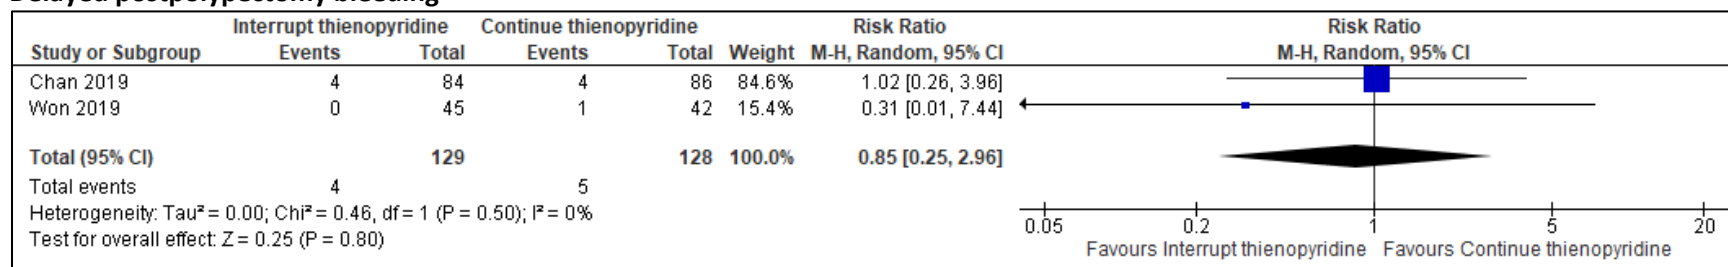 Delayed postpolypectomy bleeding
Interrupt thienopyridine Continue thienopyridine Risk Ratio Risk Ratio
Study or Subgroup Events Total Events Total Weight M-H, Random, 95% CI M-H, Random, 95% CI
Chan 2019 4 84 4 86 84.6% 1.02 [0.26, 3.96]
Won 2019 0 45 1 42 15.4% 0.31 [0.01, 7.44]
Total (95% CI) 129 128 100.0% 0.85 [0.25, 2.96]
Total events 4 5
Heterogeneity: Tau² = 0.00; Chi² = 0.46, df = 1 (P = 0.50); I² = 0%
Test for overall effect: Z = 0.25 (P = 0.80)
0.05 0.2 1 5 20
Favours Interrupt thienopyridine Favours Continue thienopyridine